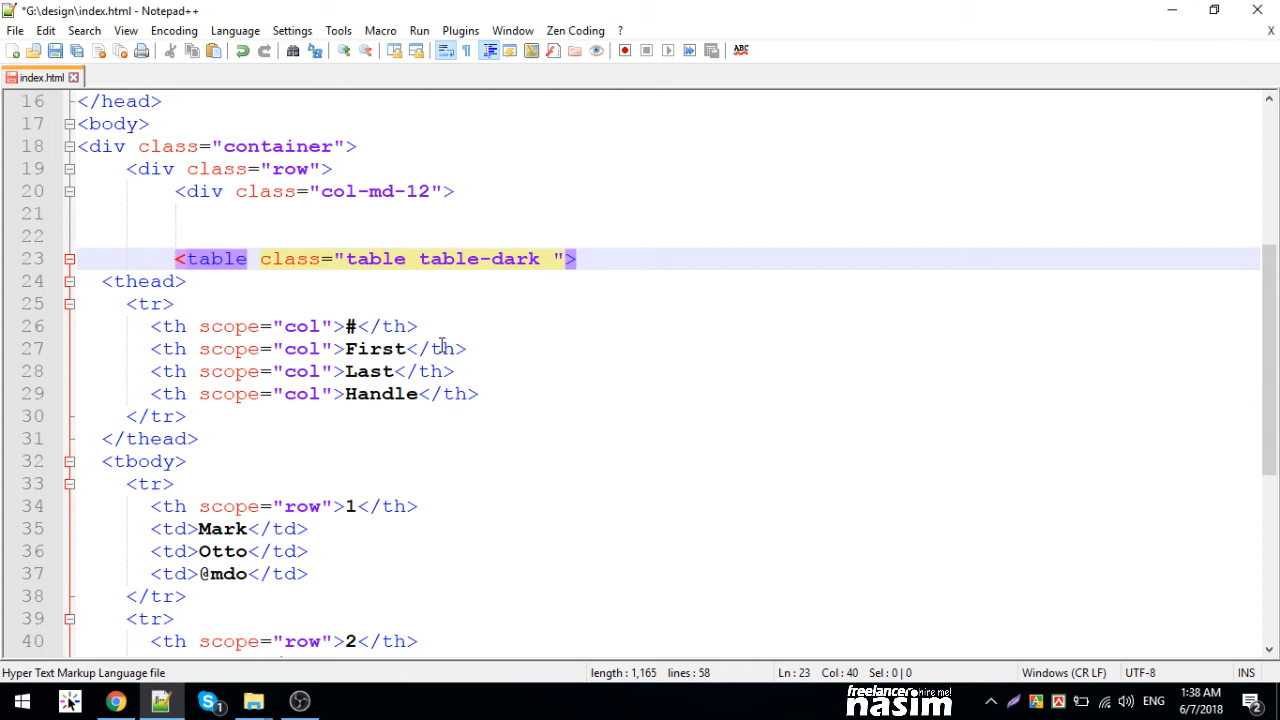 *G:\design\index.html - Notepad++
File Edit Search View Encoding Language Settings Tools Macro Run Plugins Window Zen Coding ? X
ABC
index.html
16 </head>
17 <body>
18 <div class="container">
19 <div class="row">
20 <div class="col-md-12">
21
22
23 <table class="table table-dark ">
24 <thead>
25 <tr>
26 <th scope="col">#</th>
27 <th scope="col">First</th>
28 <th scope="col">Last</th>
29 <th scope="col">Handle</th>
30 </tr>
31 </thead>
32 <tbody>
33 <tr>
34 <th scope="row">1</th>
35 <td>Mark</td>
36 <td>Otto</td>
37 <td>@mdo</td>
38 </tr>
39 <tr>
40 <th scope="row">2</th>
Hyper Text Markup Language file length : 1,165 lines : 58 Ln : 23 Col : 40 Sel : 0 | 0 Windows (CR LF) UTF-8 INS
freelancer hire me!
nasim
ENG
1:38 AM
6/7/2018
1
2